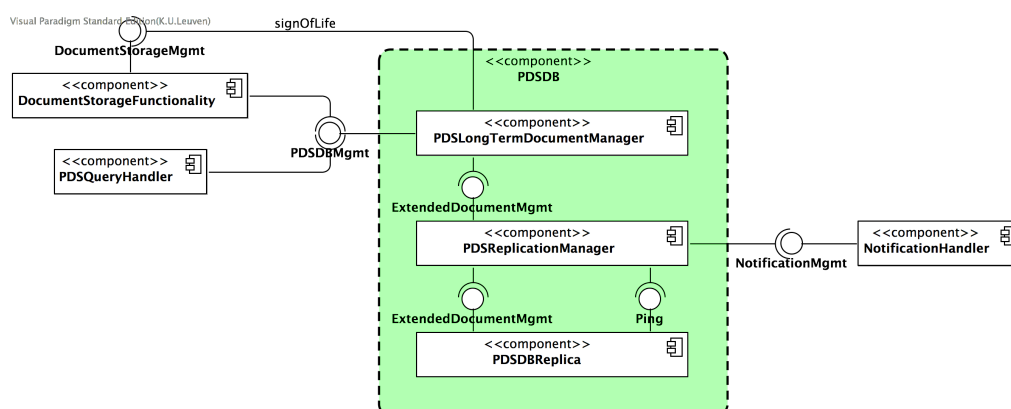 Visual Paradigm Standard Edition(K.U.Leuven)
signOfLife
DocumentStorageMgmt
<<component>>
PDSDB
<<component>>
DocumentStorageFunctionality
<<component>>
PDSLongTermDocumentManager
PDSDBMgmt
<<component>>
PDSQueryHandler
ExtendedDocumentMgmt
<<component>>
PDSReplicationManager
<<component>>
NotificationHandler
NotificationMgmt
ExtendedDocumentMgmt
Ping
<<component>>
PDSDBReplica